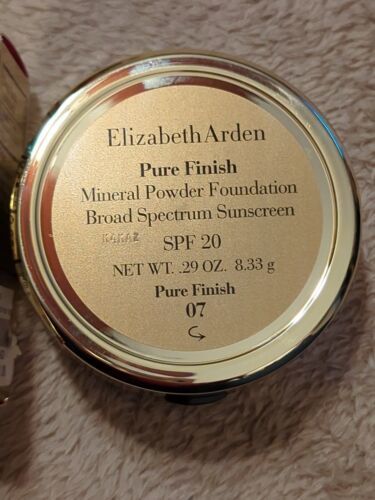 Elizabeth Arden
Pure Finish
Mineral Powder Foundation
Broad Spectrum Sunscreen
SPF 20
NET WT. .29 OZ. 8.33 g
Pure Finish
07